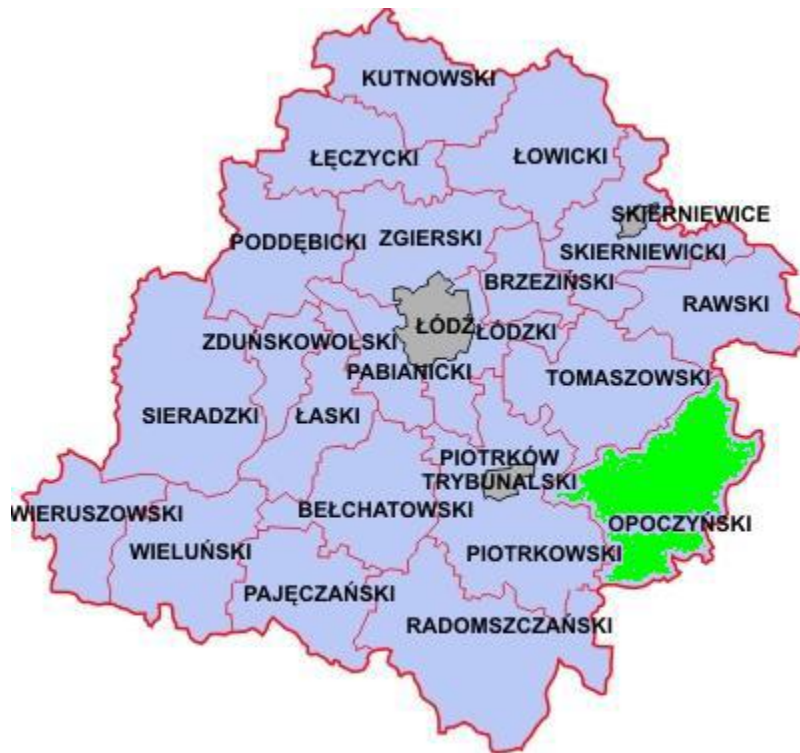 KUTNOWSKI
ŁĘCZYCKI
ŁOWICKI
SKIERNIEWICE
PODDĘBICKI
ZGIERSKI
SKIERNIEWICKI
BRZEZIŃSKI
RAWSKI
ZDUŃSKOWOLSKI
ŁÓDŹ
ŁÓDZKI
PABIANICKI
TOMASZOWSKI
SIERADZKI
ŁASKI
PIOTRKÓW
TRYBUNALSKI
WIERUSZOWSKI
BEŁCHATOWSKI
OPOCZYŃSKI
WIELUŃSKI
PIOTRKOWSKI
PAJĘCZAŃSKI
RADOMSZCZAŃSKI